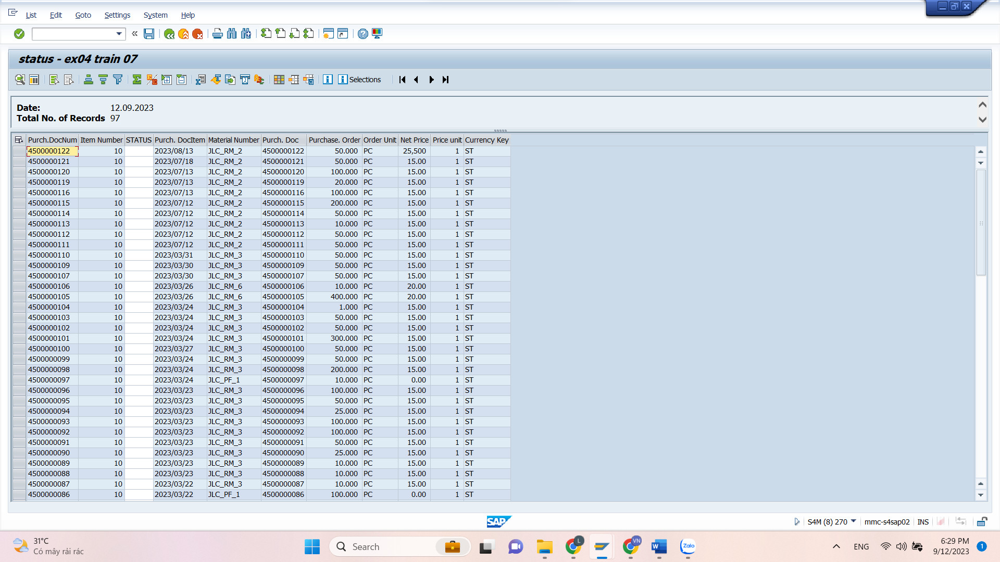 List Edit Goto Settings System Help
status - ex04 train 07
Selections
Date: 12.09.2023
Total No. of Records 97
Purch.DocNum Item Number STATUS Purch. DocItem Material Number Purch. Doc Purchase. Order Order Unit Net Price Price unit Currency Key
4500000122 10 2023/08/13 JLC_RM_2 4500000122 50.000 PC 25,500 1 ST
4500000121 10 2023/07/18 JLC_RM_2 4500000121 50.000 PC 15.00 1 ST
4500000120 10 2023/07/13 JLC_RM_2 4500000120 100.000 PC 15.00 1 ST
4500000119 10 2023/07/13 JLC_RM_2 4500000119 20.000 PC 15.00 1 ST
4500000116 10 2023/07/13 JLC_RM_2 4500000116 100.000 PC 15.00 1 ST
4500000115 10 2023/07/12 JLC_RM_2 4500000115 200.000 PC 15.00 1 ST
4500000114 10 2023/07/12 JLC_RM_2 4500000114 50.000 PC 15.00 1 ST
4500000113 10 2023/07/12 JLC_RM_2 4500000113 10.000 PC 15.00 1 ST
4500000112 10 2023/07/12 JLC_RM_2 4500000112 50.000 PC 15.00 1 ST
4500000111 10 2023/07/12 JLC_RM_2 4500000111 50.000 PC 15.00 1 ST
4500000110 10 2023/03/31 JLC_RM_3 4500000110 50.000 PC 15.00 1 ST
4500000109 10 2023/03/30 JLC_RM_3 4500000109 50.000 PC 15.00 1 ST
4500000107 10 2023/03/30 JLC_RM_3 4500000107 50.000 PC 15.00 1 ST
4500000106 10 2023/03/26 JLC_RM_6 4500000106 10.000 PC 20.00 1 ST
4500000105 10 2023/03/26 JLC_RM_6 4500000105 400.000 PC 20.00 1 ST
4500000104 10 2023/03/24 JLC_RM_3 4500000104 1.000 PC 15.00 1 ST
4500000103 10 2023/03/24 JLC_RM_3 4500000103 50.000 PC 15.00 1 ST
4500000102 10 2023/03/24 JLC_RM_3 4500000102 50.000 PC 15.00 1 ST
4500000101 10 2023/03/24 JLC_RM_3 4500000101 300.000 PC 15.00 1 ST
4500000100 10 2023/03/27 JLC_RM_3 4500000100 50.000 PC 15.00 1 ST
4500000099 10 2023/03/24 JLC_RM_3 4500000099 50.000 PC 15.00 1 ST
4500000098 10 2023/03/24 JLC_RM_3 4500000098 200.000 PC 15.00 1 ST
4500000097 10 2023/03/24 JLC_PF_1 4500000097 10.000 PC 0.00 1 ST
4500000096 10 2023/03/23 JLC_RM_3 4500000096 100.000 PC 15.00 1 ST
4500000095 10 2023/03/23 JLC_RM_3 4500000095 50.000 PC 15.00 1 ST
4500000094 10 2023/03/23 JLC_RM_3 4500000094 25.000 PC 15.00 1 ST
4500000093 10 2023/03/23 JLC_RM_3 4500000093 100.000 PC 15.00 1 ST
4500000092 10 2023/03/23 JLC_RM_3 4500000092 100.000 PC 15.00 1 ST
4500000091 10 2023/03/23 JLC_RM_3 4500000091 50.000 PC 15.00 1 ST
4500000090 10 2023/03/23 JLC_RM_3 4500000090 25.000 PC 15.00 1 ST
4500000089 10 2023/03/23 JLC_RM_3 4500000089 10.000 PC 15.00 1 ST
4500000088 10 2023/03/23 JLC_RM_3 4500000088 10.000 PC 15.00 1 ST
4500000087 10 2023/03/22 JLC_RM_3 4500000087 10.000 PC 15.00 1 ST
4500000086 10 2023/03/22 JLC_PF_1 4500000086 100.000 PC 0.00 1 ST
SAP
S4M (8) 270 mmc-s4sap02 INS
31°C
Có mây rải rác
Search
L
VN
W
Zalo
ENG
6:29 PM
9/12/2023
1